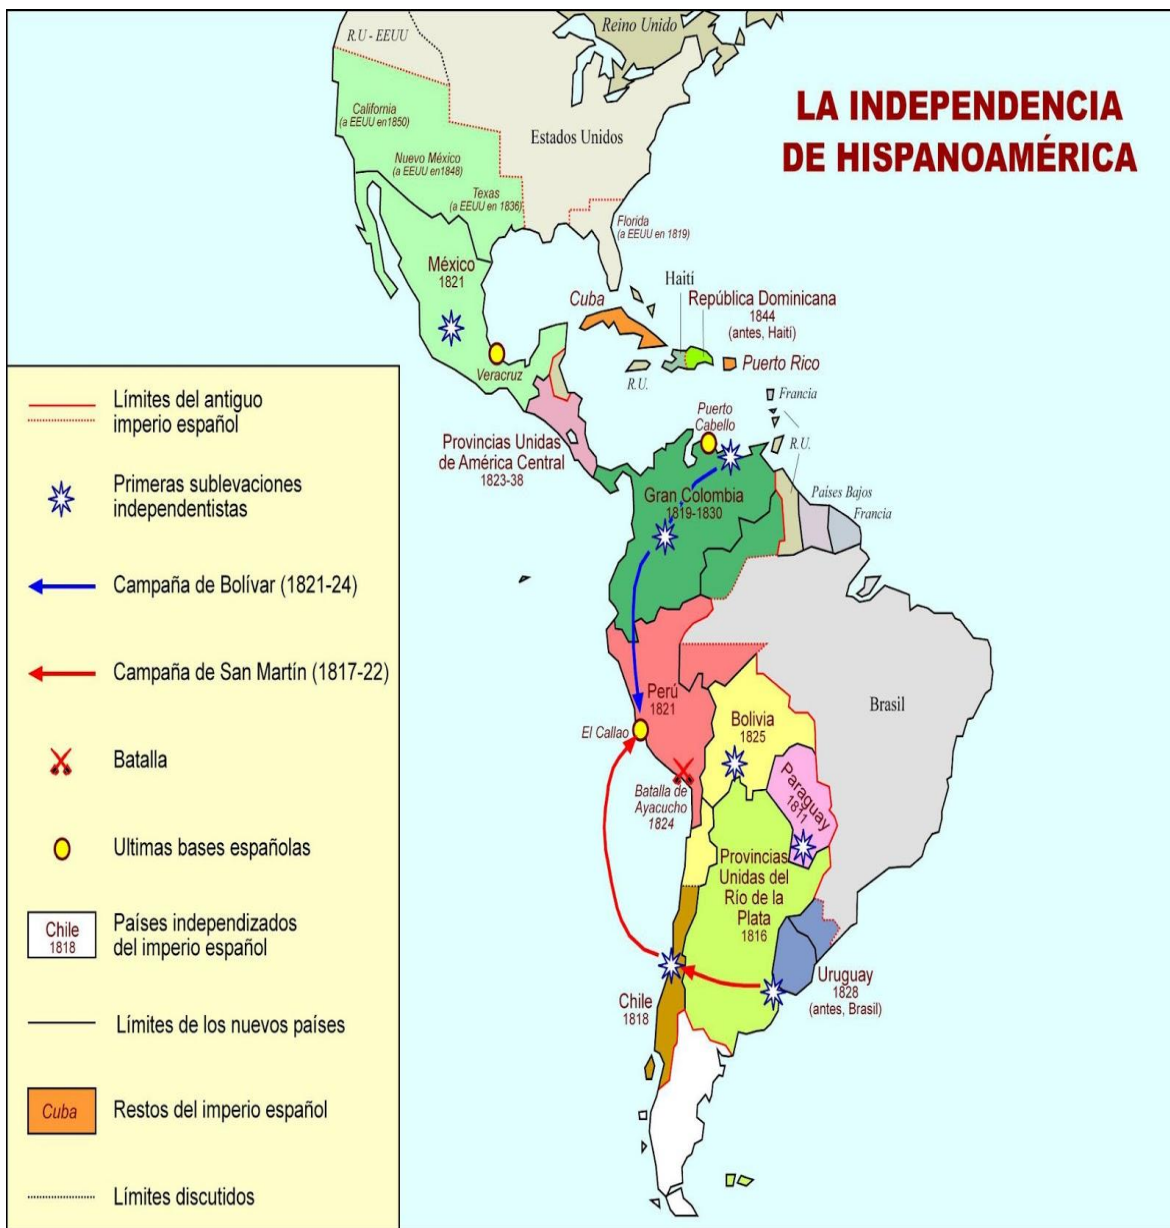 LA INDEPENDENCIA
DE HISPANOAMÉRICA
Reino Unido
R.U - EEUU
California
(a EEUU en1850)
Estados Unidos
Nuevo México
(a EEUU en1848)
Texas
(a EEUU en 1836)
Florida
(a EEUU en 1819)
México
1821
Haití
Cuba
República Dominicana
1844
(antes, Haití)
Veracruz
R.U.
Puerto Rico
Francia
Puerto
Cabello
R.U.
Provincias Unidas
de América Central
1823-38
Gran Colombia
1819-1830
Países Bajos
Francia
Perú
1821
Brasil
Bolivia
1825
El Callao
Paraguay
1811
Batalla de
Ayacucho
1824
Provincias
Unidas del
Río de la
Plata
1816
Chile
1818
Uruguay
1828
(antes, Brasil)
Límites del antiguo
imperio español
Primeras sublevaciones
independentistas
Campaña de Bolívar (1821-24)
Campaña de San Martín (1817-22)
Batalla
Ultimas bases españolas
Chile
1818
Países independizados
del imperio español
Límites de los nuevos países
Cuba
Restos del imperio español
Límites discutidos